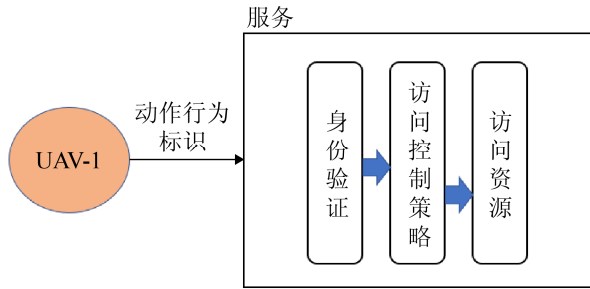 服务
动作行为
标识
UAV-1
身份验证
访问控制策略
访问资源